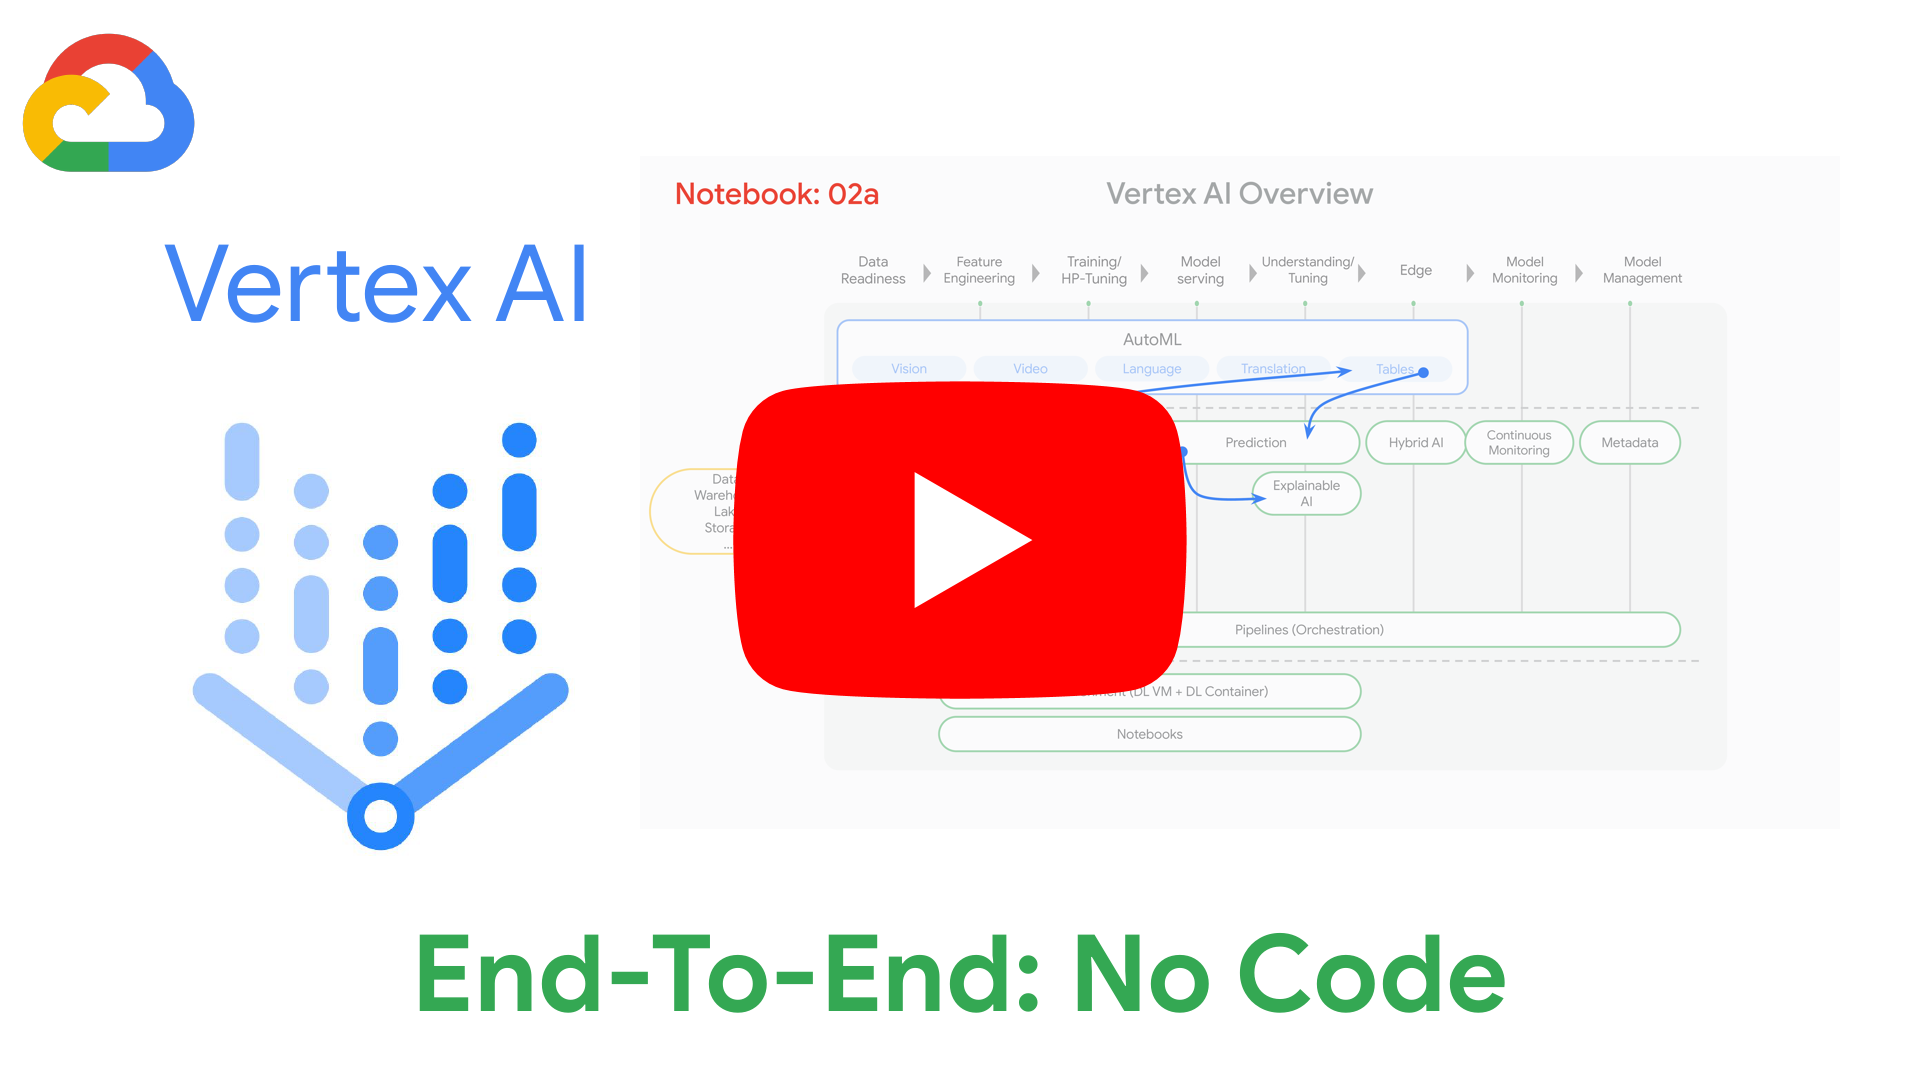 Notebook: 02a
Vertex AI Overview
Vertex AI
Data
Readiness
Feature
Engineering
Training/
HP-Tuning
Model
serving
Understanding/
Tuning
Edge
Model
Monitoring
Model
Management
AutoML
Vision
Video
Language
Translation
Tables
Prediction
Hybrid AI
Continuous
Monitoring
Metadata
Explainable
AI
Data
...
Pipelines (Orchestration)
(DL VM + DL Container)
Notebooks
End-To-End: No Code